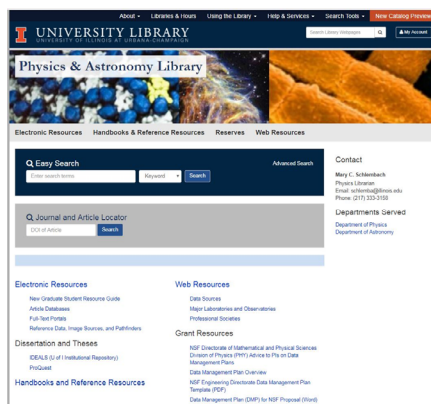 About Libraries & Hours Using the Library Help & Services Search Tools New Catalog Preview
I UNIVERSITY LIBRARY
UNIVERSITY OF ILLINOIS AT URBANA-CHAMPAIGN
Search Library Webpages
My Account
Physics & Astronomy Library
Electronic Resources Handbooks & Reference Resources Reserves Web Resources
Easy Search
Advanced Search
Enter search terms
Keyword
Search
Journal and Article Locator
DOI of Article
Search
Contact
Mary C. Schlembach
Physics Librarian
Email: schlemba@illinois.edu
Phone: (217) 333-3158
Departments Served
Department of Physics
Department of Astronomy
Electronic Resources
New Graduate Student Resource Guide
Article Databases
Full-Text Portals
Reference Data, Image Sources, and Pathfinders
Dissertation and Theses
IDEALS (U of I Institutional Repository)
ProQuest
Handbooks and Reference Resources
Web Resources
Data Sources
Major Laboratories and Observatories
Professional Societies
Grant Resources
NSF Directorate of Mathematical and Physical Sciences
Division of Physics (PHY) Advice to PIs on Data
Management Plans
Data Management Plan Overview
NSF Engineering Directorate Data Management Plan
Template (PDF)
Data Management Plan (DMP) for NSF Proposal (Word)